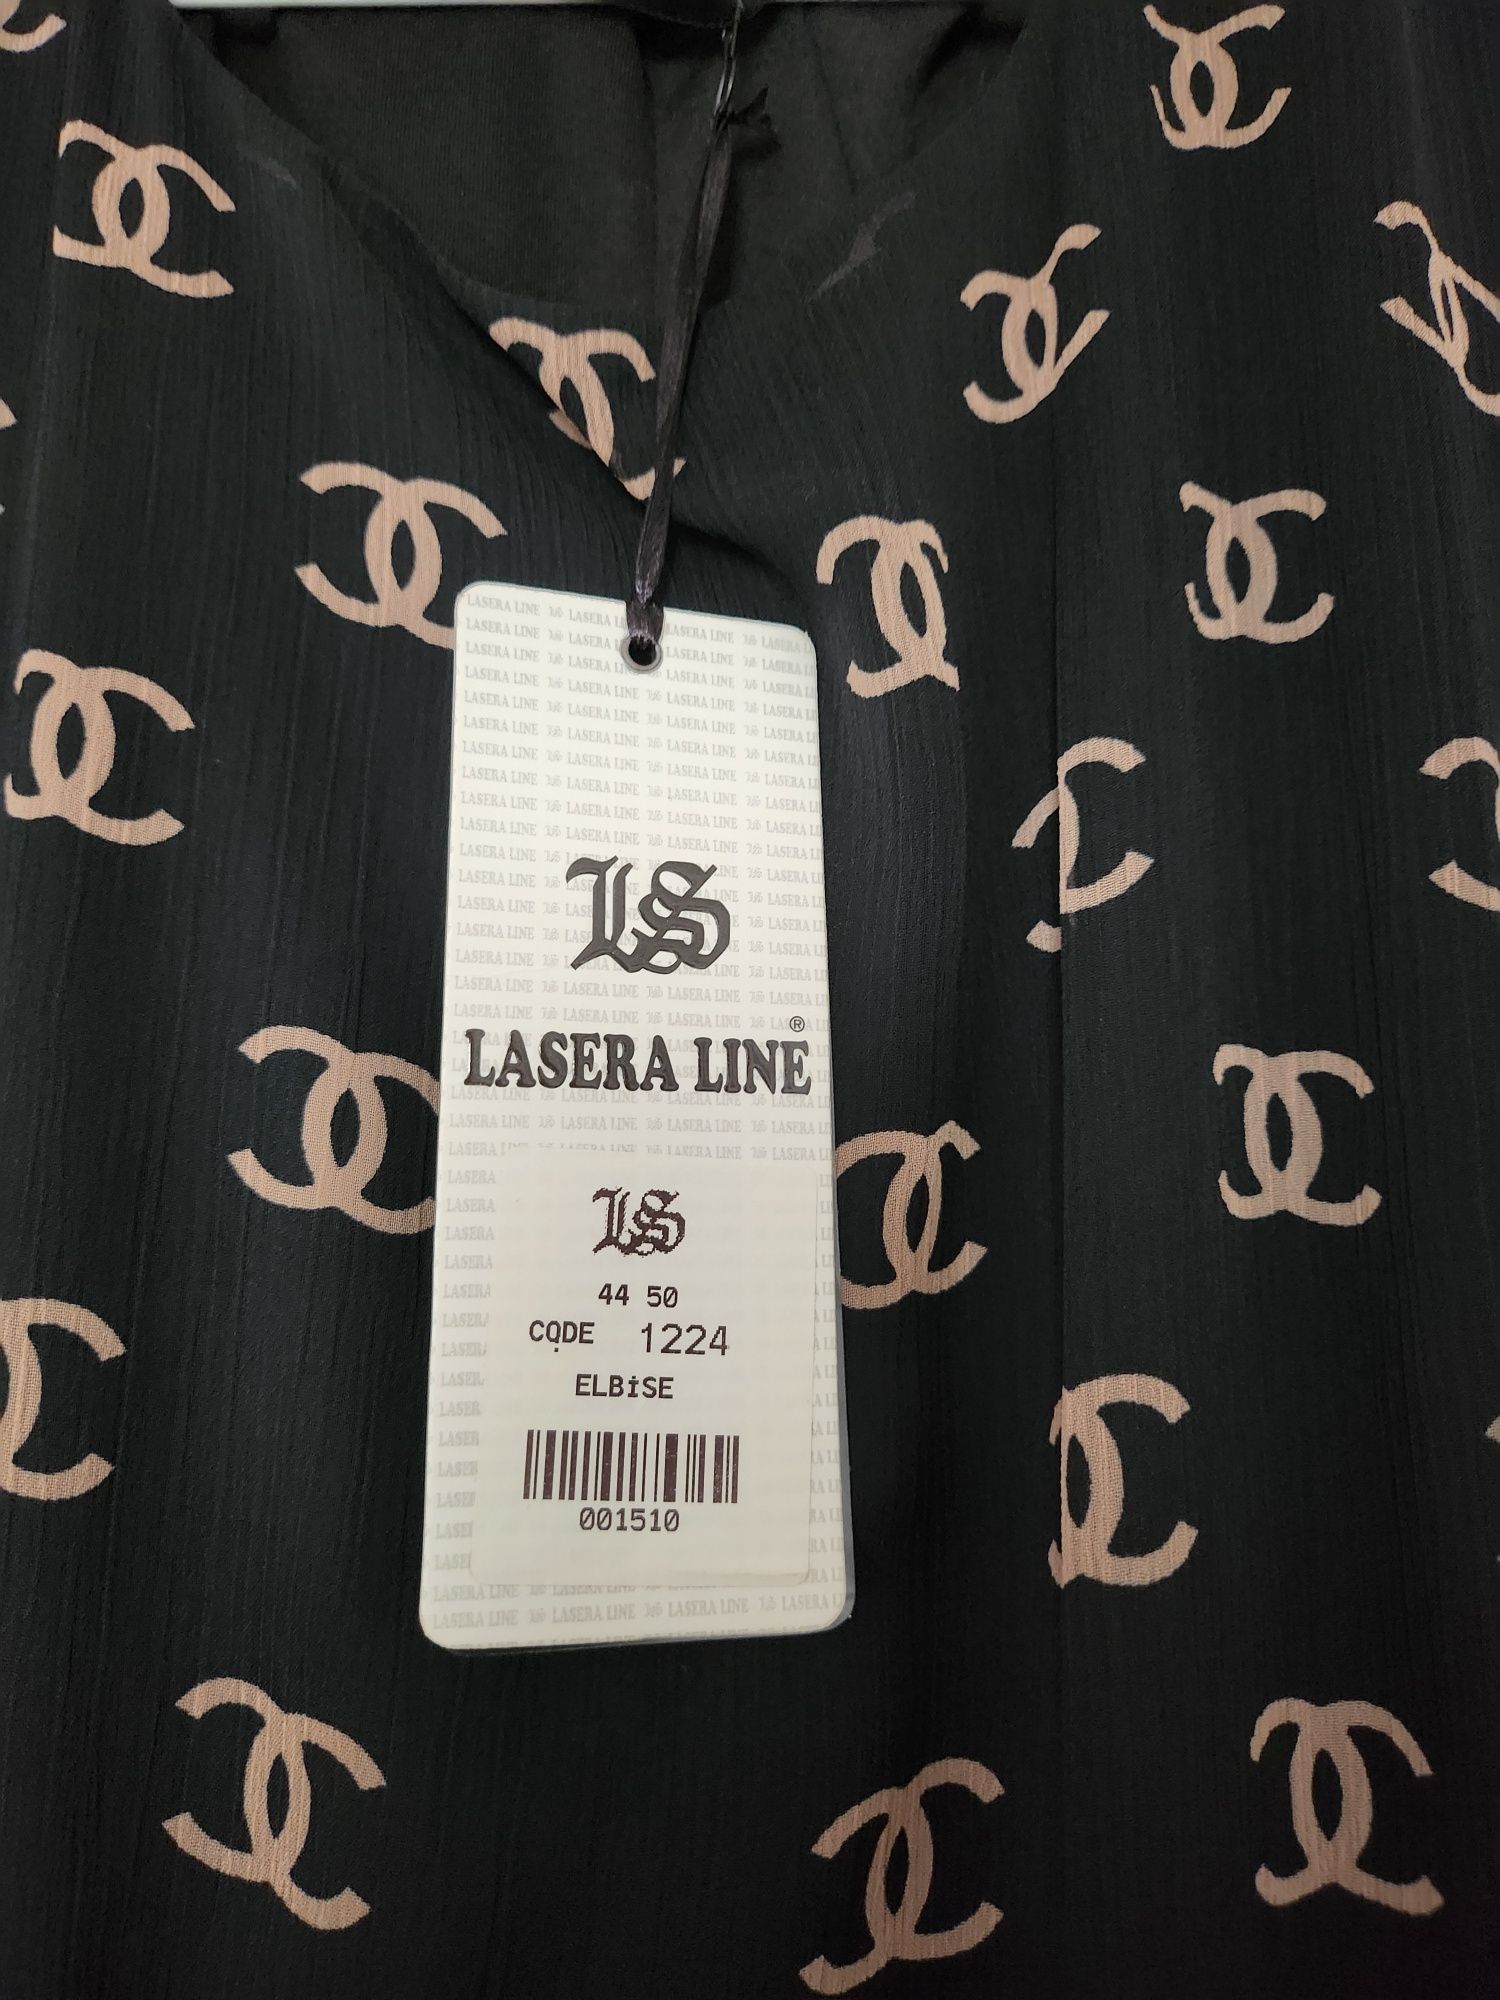 LS
®
LASERA LINE
LS
44 50
CODE 1224
ELBİSE
001510